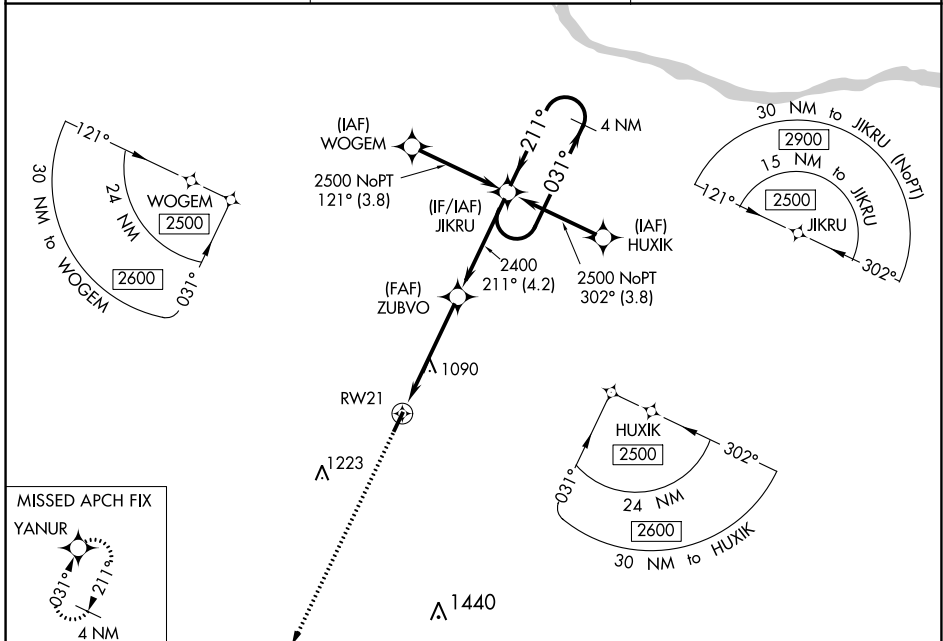 121°
WOGEM
2500
24 NM
30 NM to WOGEM
2600
031°
(IAF)
WOGEM
2500 NoPT
121° (3.8)
211°
031°
4 NM
(IF/IAF)
JIKRU
(IAF)
HUXIK
2500 NoPT
302° (3.8)
2400
211° (4.2)
(FAF)
ZUBVO
1090
RW21
1223
1440
30 NM to JIKRU (NoPT)
2900
15 NM to JIKRU
2500
121°
JIKRU
302°
HUXIK
2500
302°
031°
24 NM
2600
30 NM to HUXIK
MISSED APCH FIX
YANUR
031°
211°
4 NM